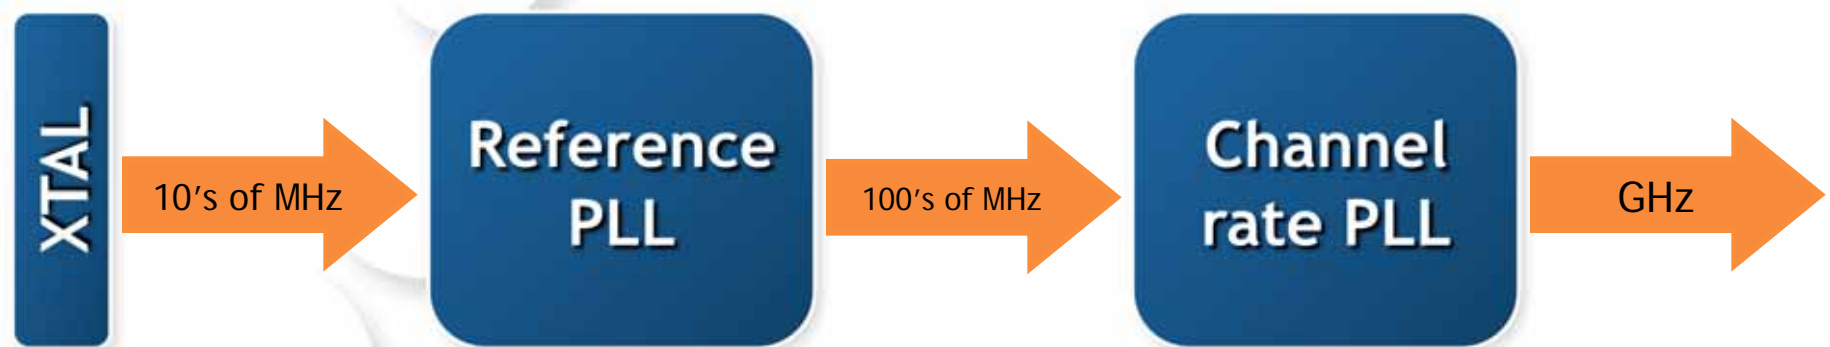 XTAL
10's of MHz
Reference
PLL
100's of MHz
Channel
rate PLL
GHz